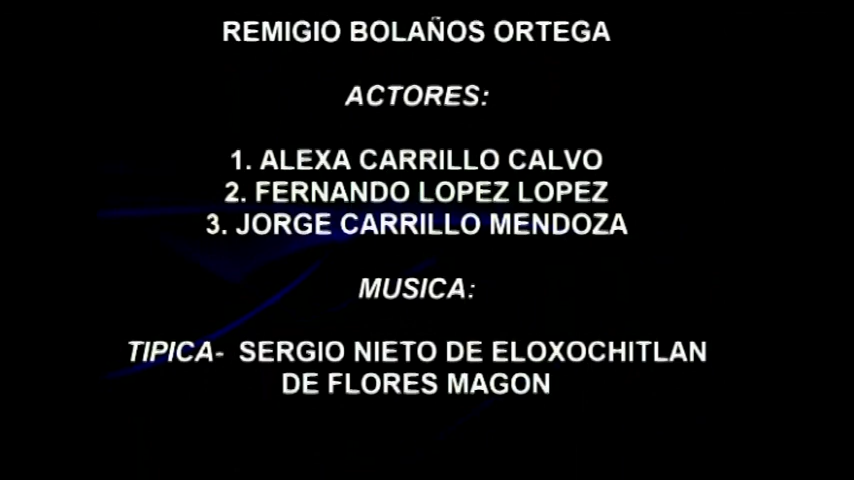 REMIGIO BOLAÑOS ORTEGA
ACTORES:
1. ALEXA CARRILLO CALVO
2. FERNANDO LOPEZ LOPEZ
3. JORGE CARRILLO MENDOZA
MUSICA:
TIPICA- SERGIO NIETO DE ELOXOCHITLAN
DE FLORES MAGON